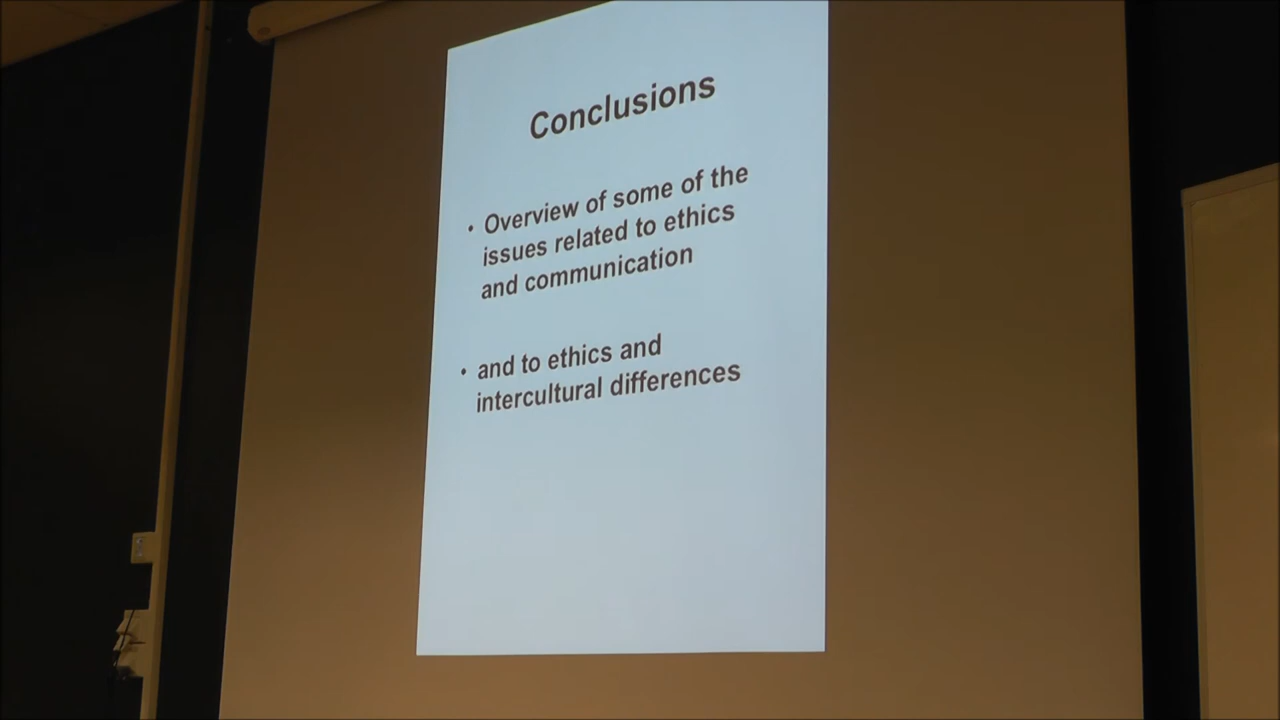 Conclusions
• Overview of some of the
issues related to ethics
and communication
• and to ethics and
intercultural differences